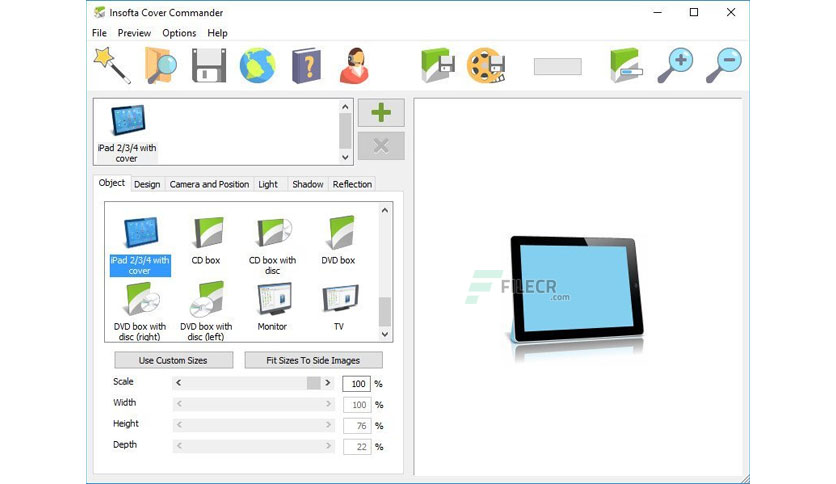 Insofta Cover Commander
File Preview Options Help
iPad 2/3/4 with
cover
Object Design Camera and Position Light Shadow Reflection
iPad 2/3/4 with
cover
CD box
CD box with
disc
DVD box
DVD box with
disc (right)
DVD box with
disc (left)
Monitor
TV
Use Custom Sizes Fit Sizes To Side Images
Scale 100 %
Width 100 %
Height 76 %
Depth 22 %
FILECR
.com